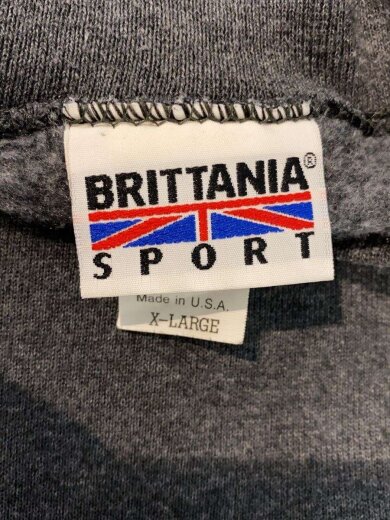 BRITTANIA®
SPORT
Made in U.S.A.
X-LARGE